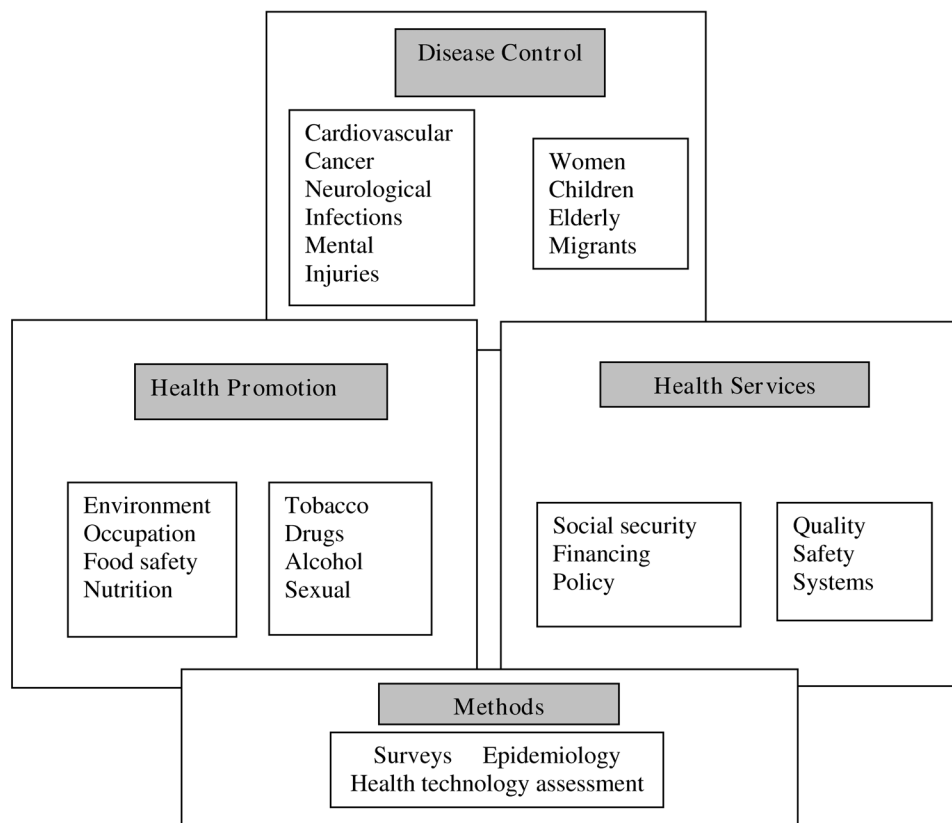 Disease Control
Cardiovascular
Cancer
Neurological
Infections
Mental
Injuries
Women
Children
Elderly
Migrants
Health Promotion
Environment
Occupation
Food safety
Nutrition
Tobacco
Drugs
Alcohol
Sexual
Health Services
Social security
Financing
Policy
Quality
Safety
Systems
Methods
Surveys Epidemiology
Health technology assessment